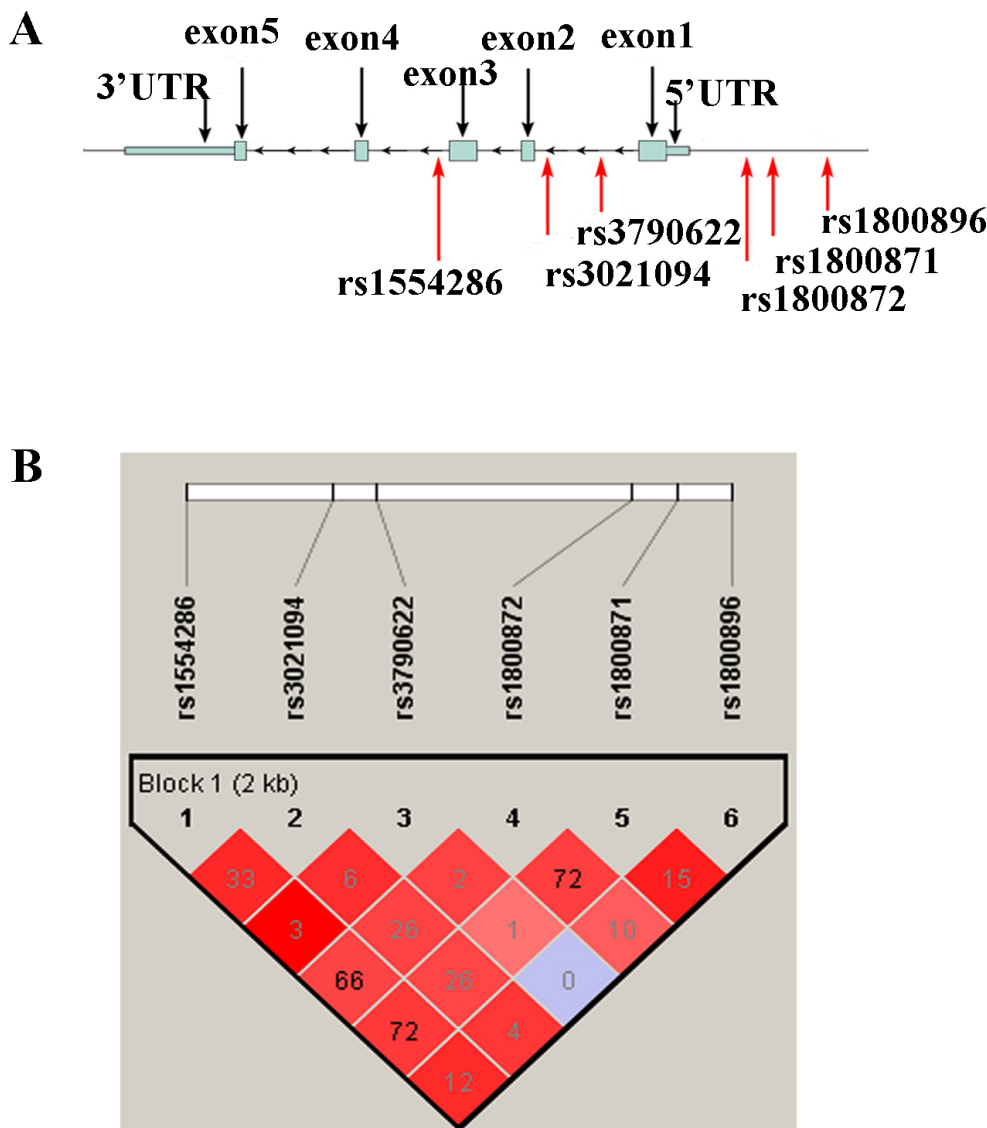 A
exon5
exon4
exon2
exon1
exon3
3’UTR
5’UTR
rs3790622
rs1800896
rs1554286
rs3021094
rs1800871
rs1800872
B
rs1554286
rs3021094
rs3790622
rs1800872
rs1800871
rs1800896
Block 1 (2 kb)
1 2 3 4 5 6
33 6 2 72 15
3 26 1 10
66 26 0
72 4
12